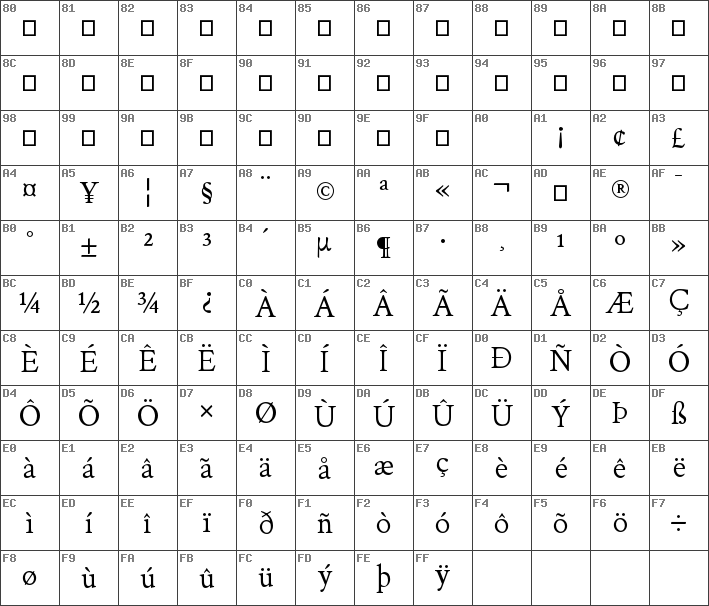 80 81 82 83 84 85 86 87 88 89 8A 8B
8C 8D 8E 8F 90 91 92 93 94 95 96 97
98 99 9A 9B 9C 9D 9E 9F A0 A1 A2 A3
¡ ¢ £
A4 A5 A6 A7 A8 A9 AA AB AC AD AE AF
¤ ¥ ¦ § ¨ © ª « ¬ ® ¯
B0 B1 B2 B3 B4 B5 B6 B7 B8 B9 BA BB
° ± ² ³ ´ µ ¶ · ¸ ¹ º »
BC BD BE BF C0 C1 C2 C3 C4 C5 C6 C7
¼ ½ ¾ ¿ À Á Â Ã Ä Å Æ Ç
C8 C9 CA CB CC CD CE CF D0 D1 D2 D3
È É Ê Ë Ì Í Î Ï Ð Ñ Ò Ó
D4 D5 D6 D7 D8 D9 DA DB DC DD DE DF
Ô Õ Ö × Ø Ù Ú Û Ü Ý Þ ß
E0 E1 E2 E3 E4 E5 E6 E7 E8 E9 EA EB
à á â ã ä å æ ç è é ê ë
EC ED EE EF F0 F1 F2 F3 F4 F5 F6 F7
ì í î ï ð ñ ò ó ô õ ö ÷
F8 F9 FA FB FC FD FE FF
ø ù ú û ü ý þ ÿ